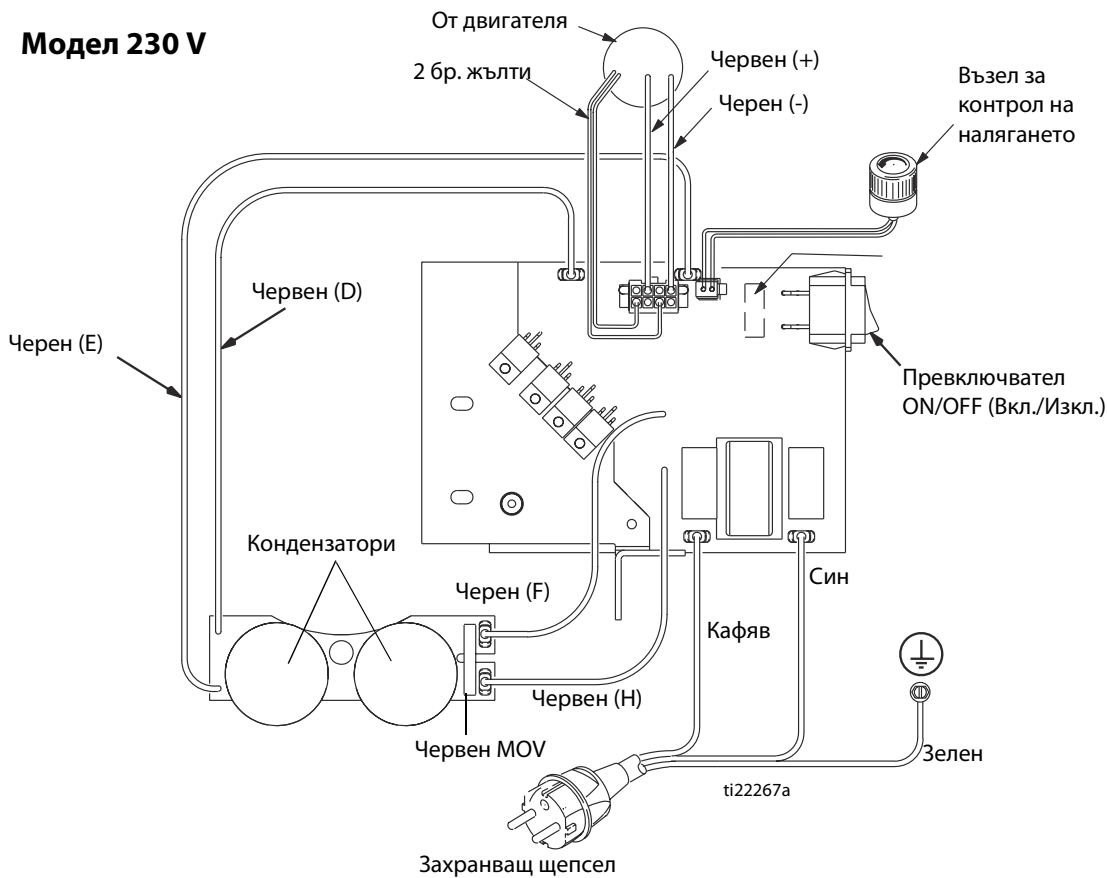 Модел 230 V
От двигателя
2 бр. жълти
Червен (+)
Черен (-)
Възел за
контрол на
налягането
Червен (D)
Черен (E)
Превключвател
ON/OFF (Вкл./Изкл.)
Кондензатори
Черен (F)
Син
Кафяв
Червен (H)
Червен MOV
Зелен
ti22267a
Захранващ щепсел